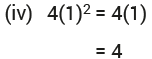 (iv) 4(1)² = 4(1)
= 4